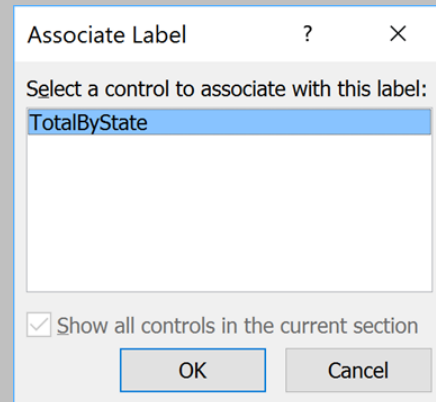 Associate Label ? ×
Select a control to associate with this label:
TotalByState
Show all controls in the current section
OK Cancel